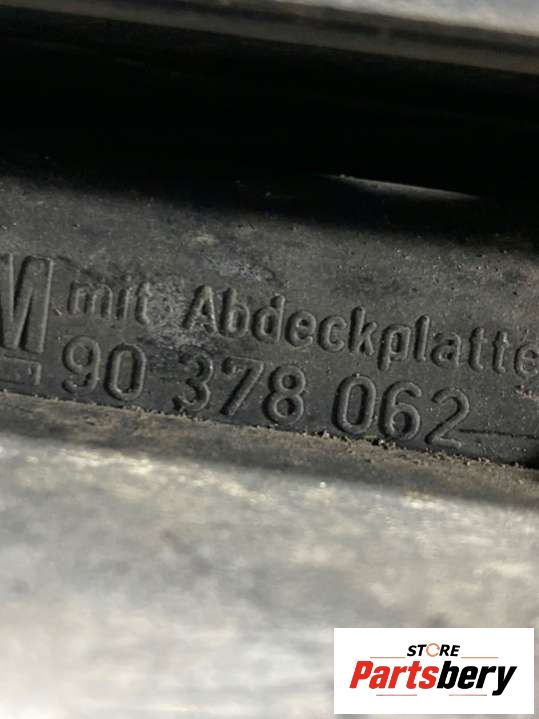 M mit Abdeckplatte
90 378 062
STORE
Partsbery